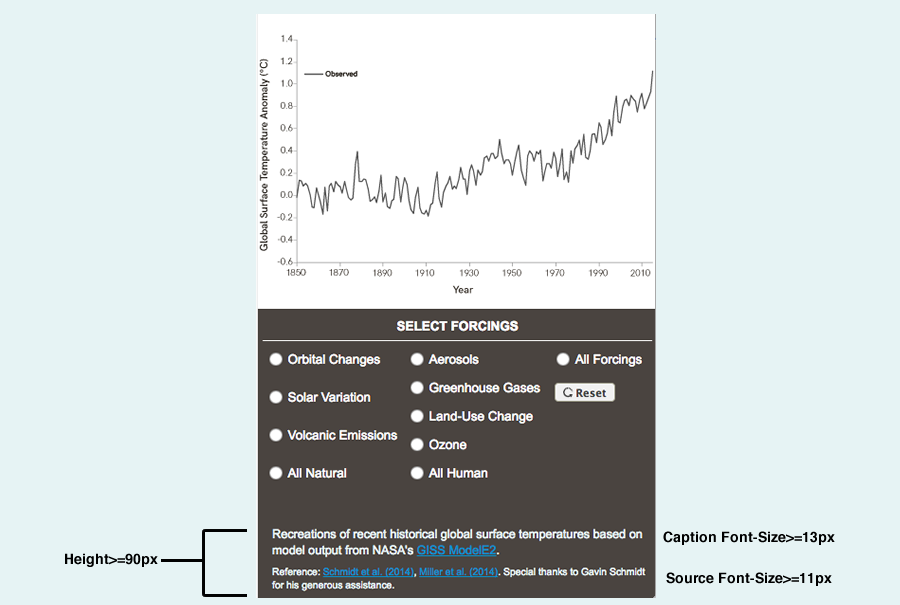 1.4
1.2
1.0
0.8
0.6
0.4
0.2
0.0
-0.2
-0.4
-0.6
Global Surface Temperature Anomaly (°C)
Observed
1850 1870 1890 1910 1930 1950 1970 1990 2010
Year
SELECT FORCINGS
Orbital Changes
Solar Variation
Volcanic Emissions
All Natural
Aerosols
Greenhouse Gases
Land-Use Change
Ozone
All Human
All Forcings
Reset
Recreations of recent historical global surface temperatures based on
model output from NASA's GISS ModelE2.
Reference: Schmidt et al. (2014), Miller et al. (2014). Special thanks to Gavin Schmidt
for his generous assistance.
Height>=90px
Caption Font-Size>=13px
Source Font-Size>=11px